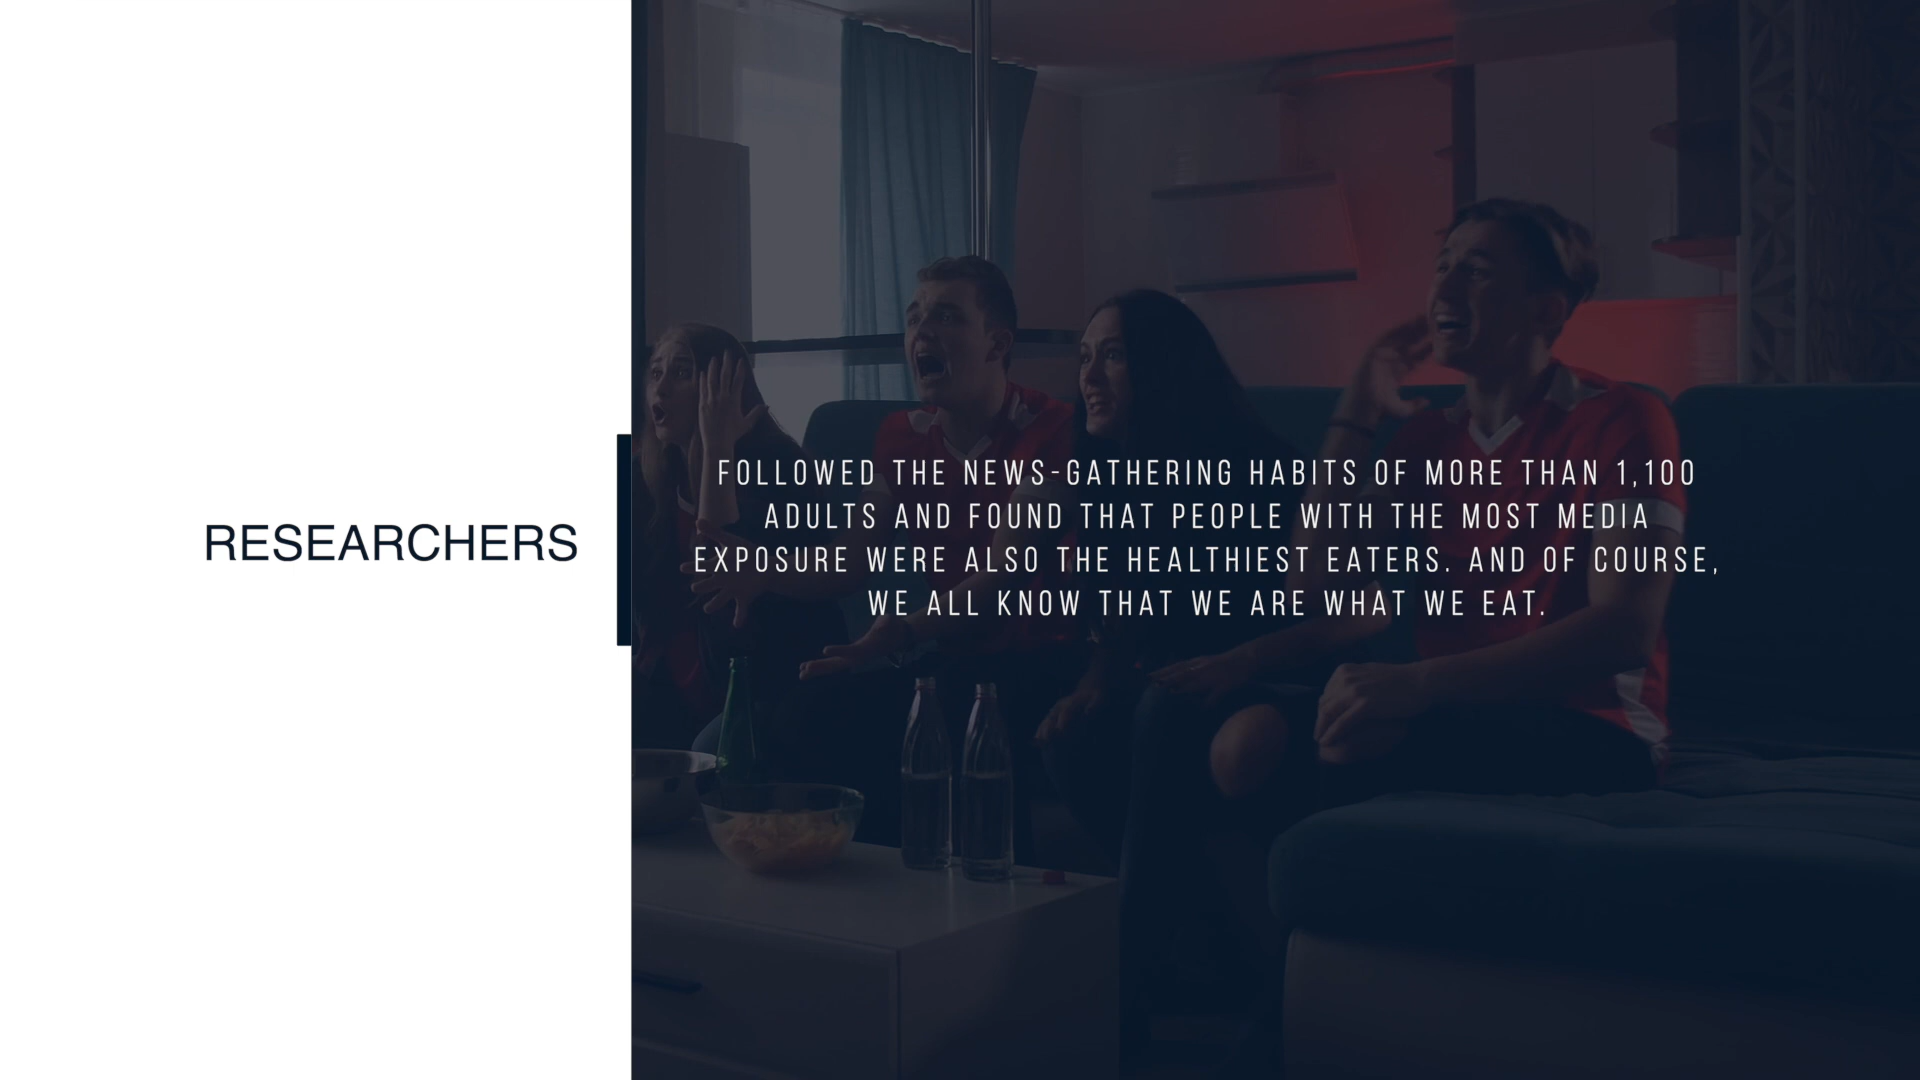 RESEARCHERS
FOLLOWED THE NEWS-GATHERING HABITS OF MORE THAN 1,100
ADULTS AND FOUND THAT PEOPLE WITH THE MOST MEDIA
EXPOSURE WERE ALSO THE HEALTHIEST EATERS. AND OF COURSE,
WE ALL KNOW THAT WE ARE WHAT WE EAT.